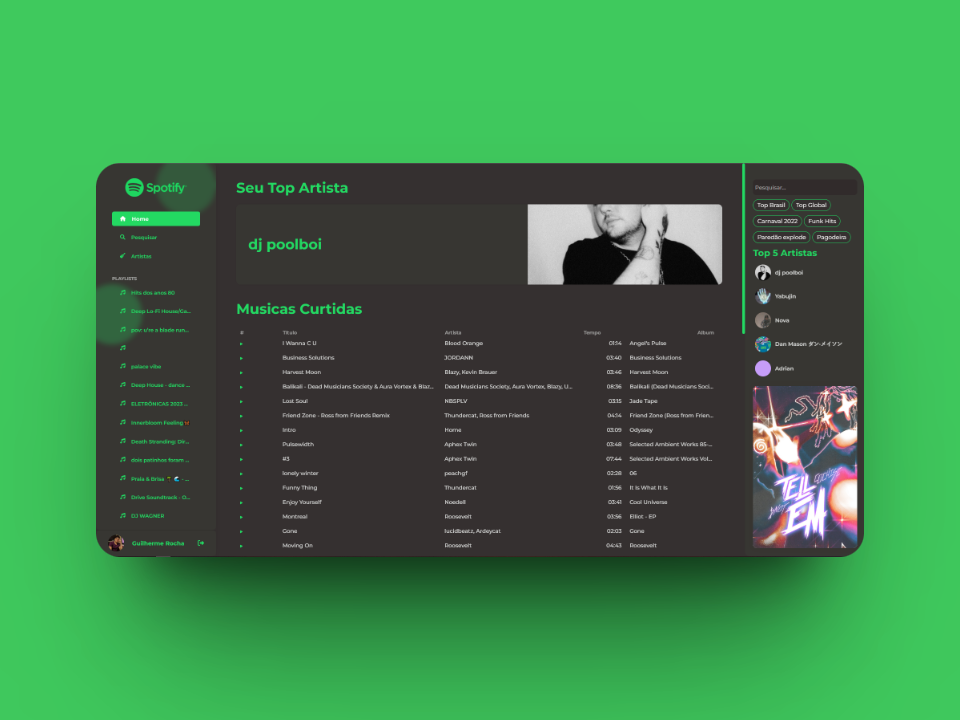 Spotify
Home
Pesquisar
Artistas
PLAYLISTS
Hits dos anos 80
Deep Lo-Fi House/Ca...
pov: u're a blade run...
palace vibe
Deep House - dance ...
ELETRÔNICAS 2023 ...
Innerbloom Feeling
Death Stranding: Dir...
dois patinhos foram ...
Praia & Brisa 🌴 🌊 - ...
Drive Soundtrack - O...
DJ WAGNER
Guilherme Rocha
Seu Top Artista
dj poolboi
Musicas Curtidas
# Título Artista Tempo Album
I Wanna C U Blood Orange 01:14 Angel's Pulse
Business Solutions JORDANN 03:40 Business Solutions
Harvest Moon Blazy, Kevin Brauer 03:46 Harvest Moon
Balikali - Dead Musicians Society & Aura Vortex & Blaz... Dead Musicians Society, Aura Vortex, Blazy, U... 08:36 Balikali (Dead Musicians Soci...
Lost Soul NBSPLV 03:15 Jade Tape
Friend Zone - Ross from Friends Remix Thundercat, Ross from Friends 04:14 Friend Zone (Ross from Frien...
Intro Home 03:09 Odyssey
Pulsewidth Aphex Twin 03:48 Selected Ambient Works 85-...
#3 Aphex Twin 07:44 Selected Ambient Works Vol...
lonely winter peachgf 02:28 06
Funny Thing Thundercat 01:56 It Is What It Is
Enjoy Yourself Roedell 03:41 Cool Universe
Montreal Roosevelt 03:56 Elliot - EP
Gone lucidbeatz, Ardeycat 02:03 Gone
Moving On Roosevelt 04:43 Roosevelt
Pesquisar...
Top Brasil Top Global
Carnaval 2022 Funk Hits
Paredão explode Pagodeira
Top 5 Artistas
dj poolboi
Yabujin
Nova
Dan Mason ダン・メイソン
Adrian
TELL
EM